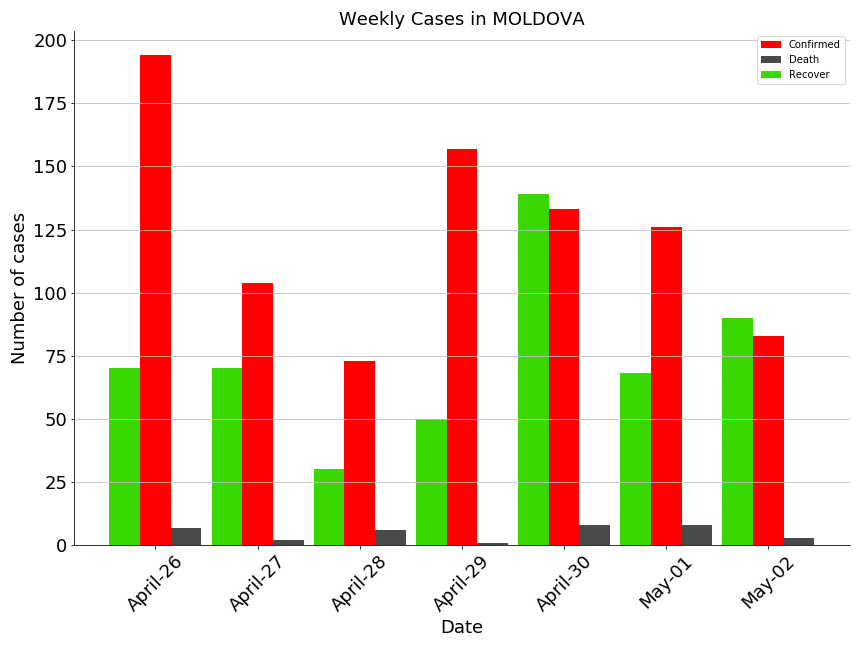 Weekly Cases in MOLDOVA
Confirmed
Death
Recover
Number of cases
200
175
150
125
100
75
50
25
0
April-26
April-27
April-28
April-29
April-30
May-01
May-02
Date